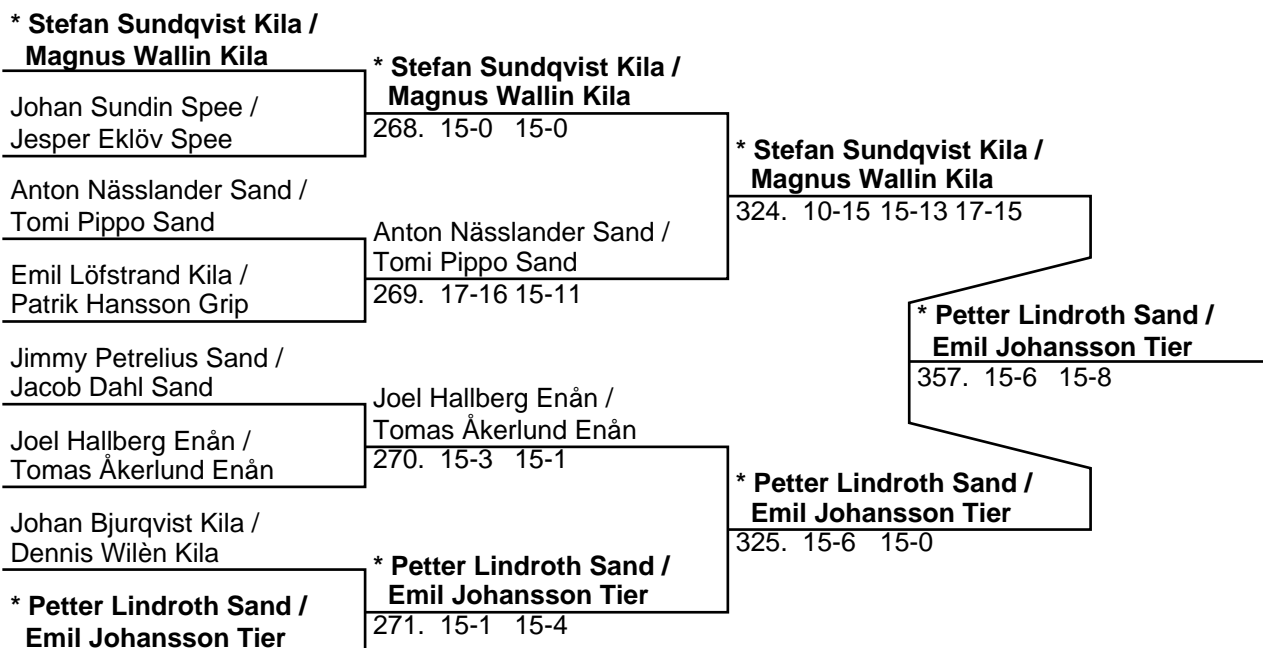 * Stefan Sundqvist Kila /
Magnus Wallin Kila
Johan Sundin Spee /
Jesper Eklöv Spee
Anton Nässlander Sand /
Tomi Pippo Sand
Emil Löfstrand Kila /
Patrik Hansson Grip
Jimmy Petrelius Sand /
Jacob Dahl Sand
Joel Hallberg Enån /
Tomas Åkerlund Enån
Johan Bjurqvist Kila /
Dennis Wilèn Kila
* Petter Lindroth Sand /
Emil Johansson Tier
* Stefan Sundqvist Kila /
Magnus Wallin Kila
268. 15-0 15-0
Anton Nässlander Sand /
Tomi Pippo Sand
269. 17-16 15-11
Joel Hallberg Enån /
Tomas Åkerlund Enån
270. 15-3 15-1
* Petter Lindroth Sand /
Emil Johansson Tier
271. 15-1 15-4
* Stefan Sundqvist Kila /
Magnus Wallin Kila
324. 10-15 15-13 17-15
* Petter Lindroth Sand /
Emil Johansson Tier
325. 15-6 15-0
* Petter Lindroth Sand /
Emil Johansson Tier
357. 15-6 15-8